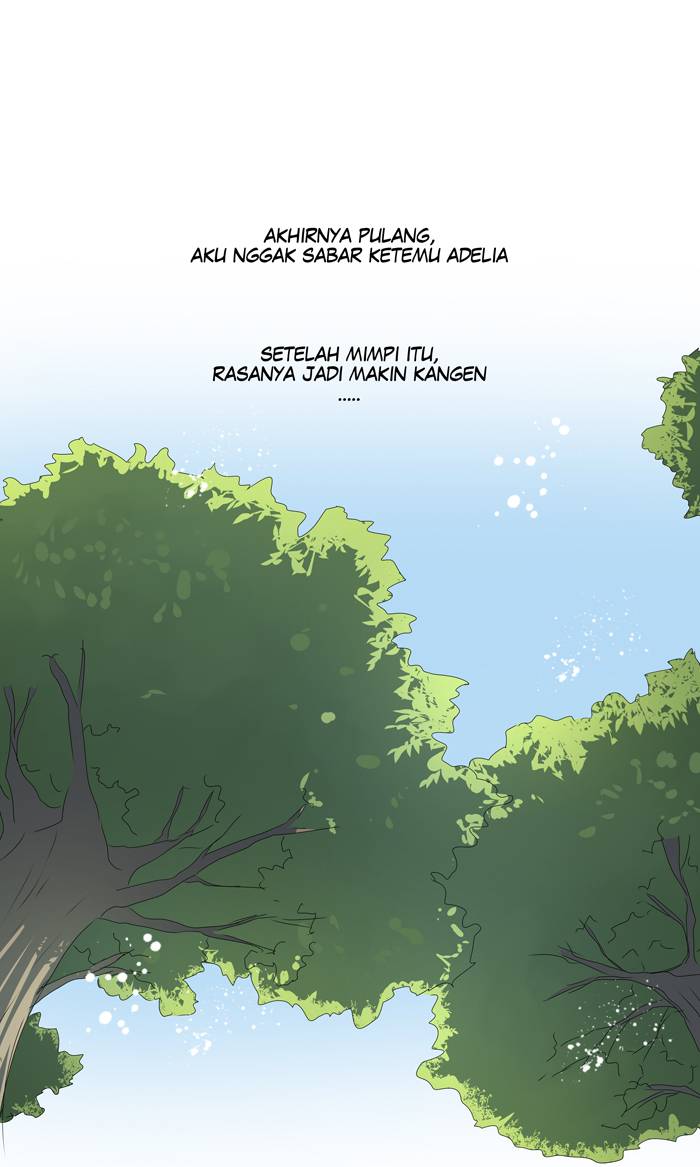 AKHIRNYA PULANG,
AKU NGGAK SABAR KETEMU ADELIA
SETELAH MIMPI ITU,
RASANYA JADI MAKIN KANGEN
.....